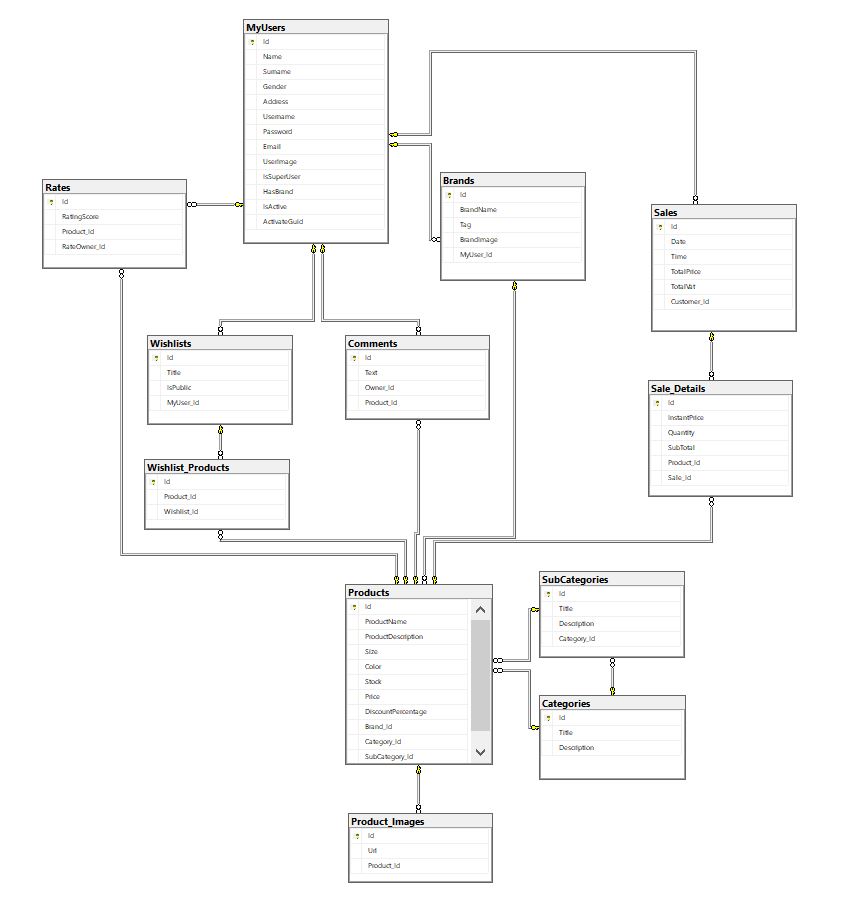 MyUsers
Id
Name
Surname
Gender
Address
Username
Password
Email
UserImage
IsSuperUser
HasBrand
IsActive
ActivateGuid
Rates
Id
RatingScore
Product_Id
RateOwner_Id
Brands
Id
BrandName
Tag
BrandImage
MyUser_Id
Sales
Id
Date
Time
TotalPrice
TotalVat
Customer_Id
Wishlists
Id
Title
IsPublic
MyUser_Id
Comments
Id
Text
Owner_Id
Product_Id
Sale_Details
Id
InstantPrice
Quantity
SubTotal
Product_Id
Sale_Id
Wishlist_Products
Id
Product_Id
Wishlist_Id
Products
Id
ProductName
ProductDescription
Size
Color
Stock
Price
DiscountPercentage
Brand_Id
Category_Id
SubCategory_Id
SubCategories
Id
Title
Description
Category_Id
Categories
Id
Title
Description
Product_Images
Id
Url
Product_Id